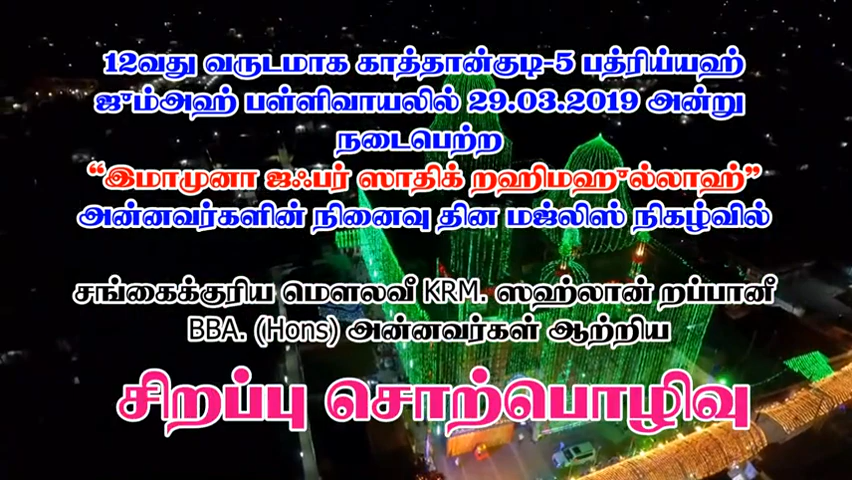 12வது வருடமாக காத்தான்குடி-5 பத்ரிய்யஹ்
ஜும்அஹ் பள்ளிவாயலில் 29.03.2019 அன்று
நடைபெற்ற
“இமாமுனா ஜஃபர் ஸாதிக் றஹிமஹுல்லாஹ்”
அன்னவர்களின் நினைவு தின மஜ்லிஸ் நிகழ்வில்
சங்கைக்குரிய மௌலவீ KRM. ஸஹ்லான் றப்பானீ
BBA. (Hons) அன்னவர்கள் ஆற்றிய
சிறப்பு சொற்பொழிவு